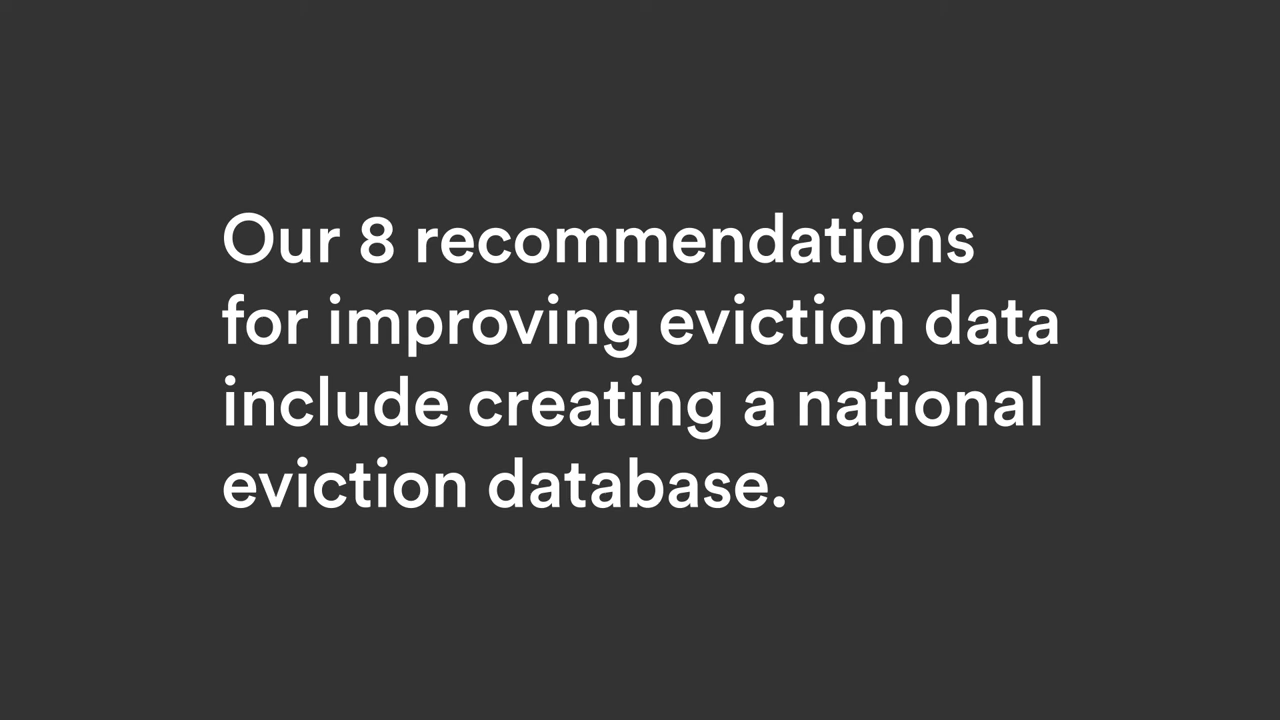 Our 8 recommendations
for improving eviction data
include creating a national
eviction database.